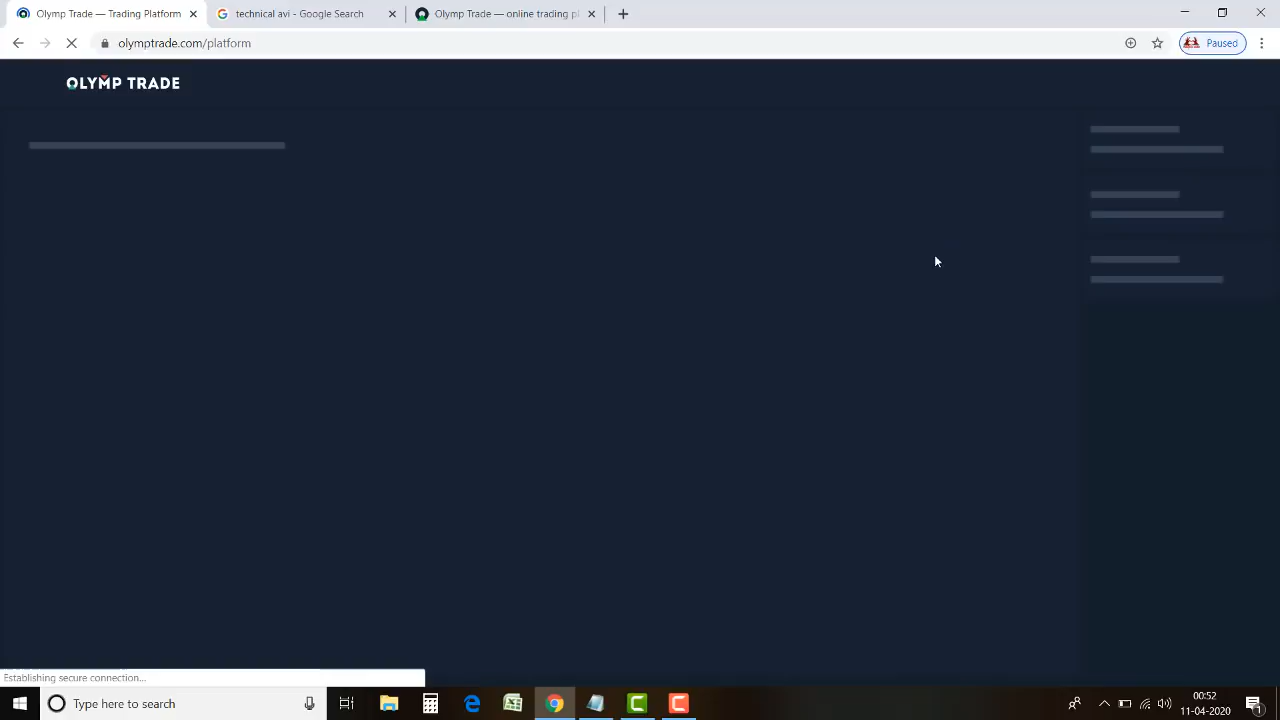 Olymp Trade — Trading Platform
technical avi - Google Search
Olymp Trade — online trading pl
olymptrade.com/platform
Paused
OLYMP TRADE
Establishing secure connection...
Type here to search
00:52
11-04-2020
1